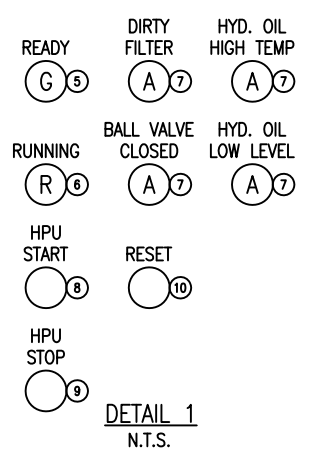 READY
G 5
DIRTY
FILTER
A 7
HYD. OIL
HIGH TEMP
A 7
RUNNING
R 6
BALL VALVE
CLOSED
A 7
HYD. OIL
LOW LEVEL
A 7
HPU
START
8
RESET
10
HPU
STOP
9
DETAIL 1
N.T.S.